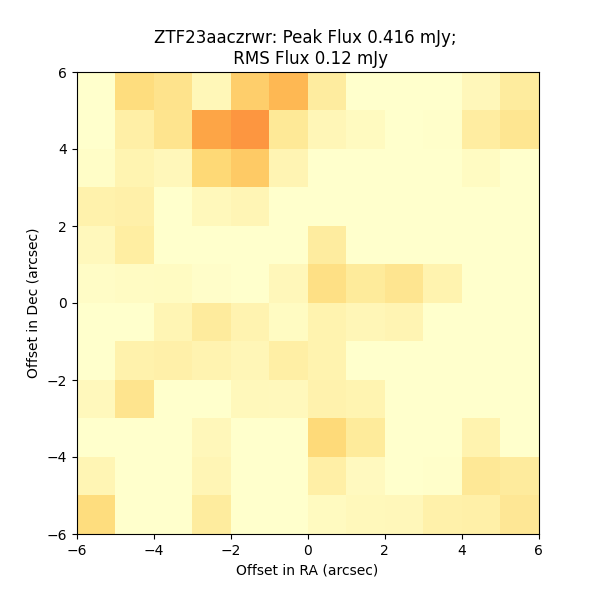 ZTF23aaczrwr: Peak Flux 0.416 mJy;
RMS Flux 0.12 mJy
6
4
2
0
−2
−4
−6
Offset in Dec (arcsec)
−6 −4 −2 0 2 4 6
Offset in RA (arcsec)